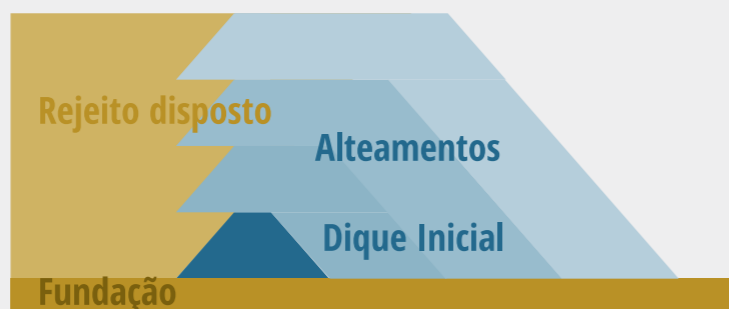 Rejeito disposto
Alteamentos
Dique Inicial
Fundação